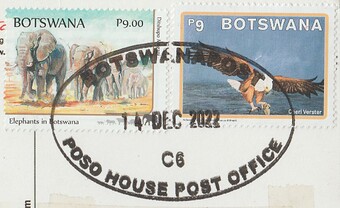 BOTSWANA
P9.00
Elephants in Botswana
P9
BOTSWANA
BOTSWANAPOST
14 DEC 2022
C6
POSO HOUSE POST OFFICE